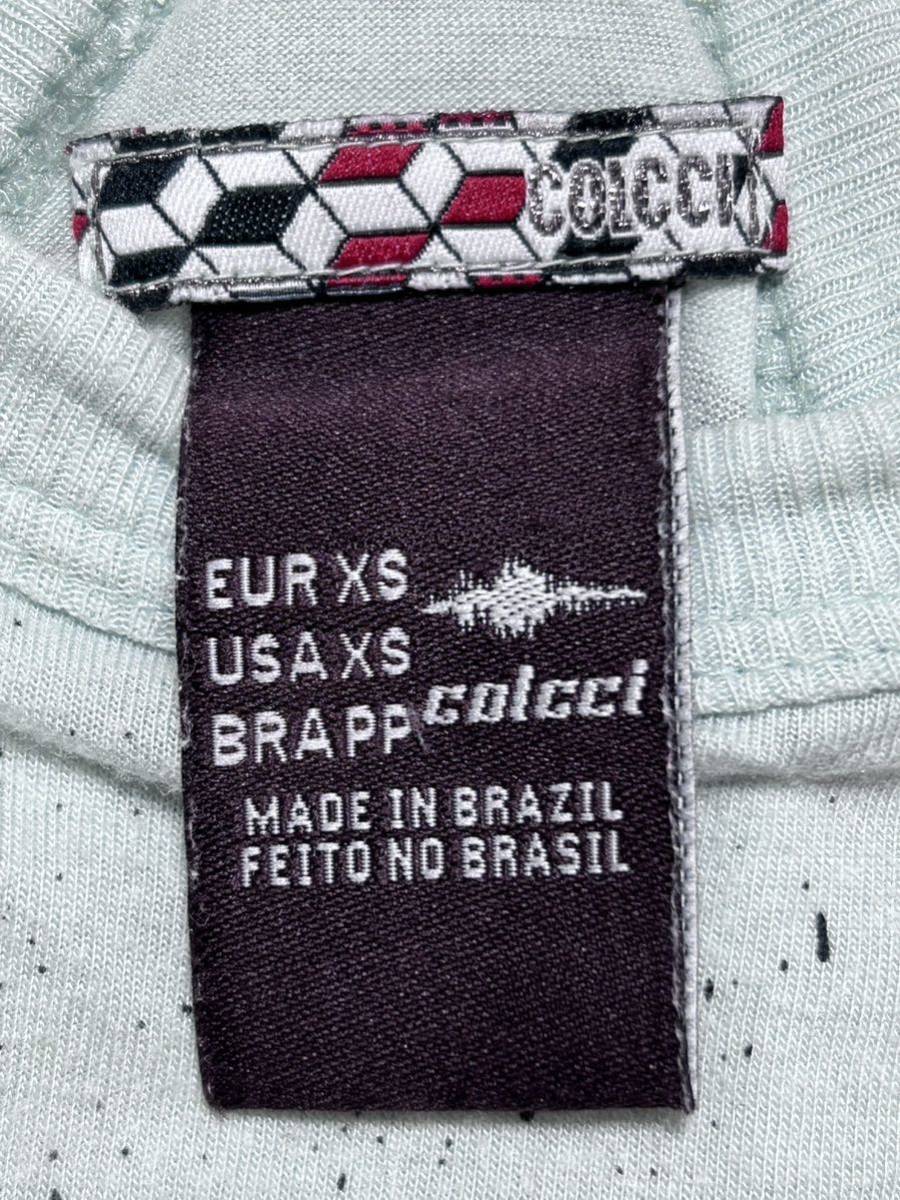 COLCCI
EUR XS
USA XS
BRA PP
colcci
MADE IN BRAZIL
FEITO NO BRASIL